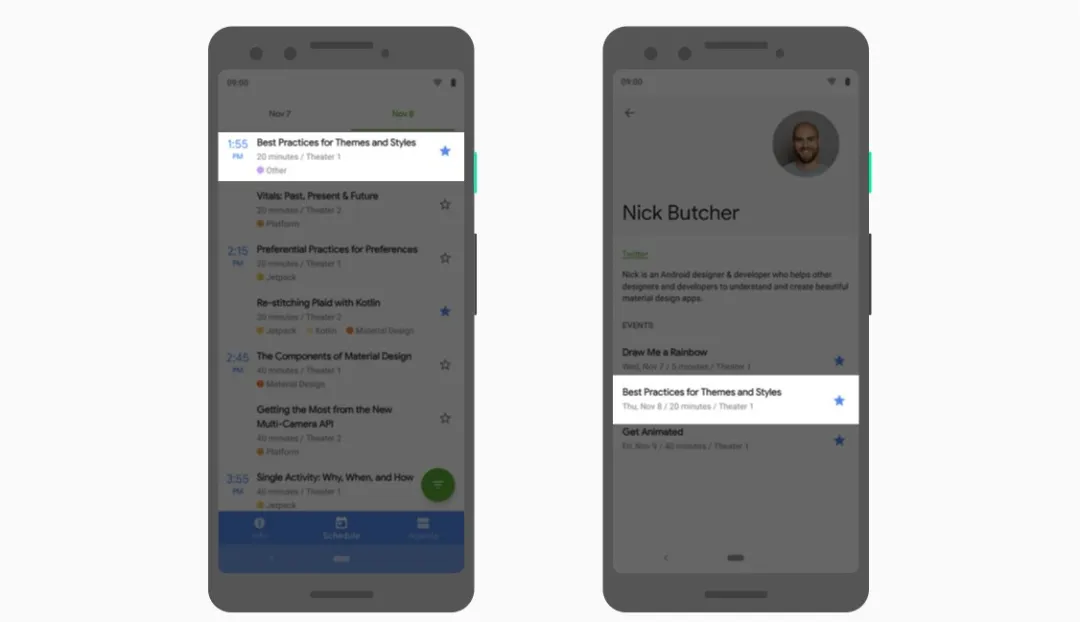 09:00
Nov 7
Nov 8
1:55 PM
Best Practices for Themes and Styles
20 minutes / Theater 1
Other
Vitals: Past, Present & Future
20 minutes / Theater 2
Platform
2:15 PM
Preferential Practices for Preferences
20 minutes / Theater 1
Jetpack
Re-stitching Plaid with Kotlin
20 minutes / Theater 2
Jetpack
Kotlin
Material Design
2:45 PM
The Components of Material Design
40 minutes / Theater 1
Material Design
Getting the Most from the New
Multi-Camera API
40 minutes / Theater 2
Platform
3:55 PM
Single Activity: Why, When, and How
40 minutes / Theater 1
Jetpack
Info
Schedule
Agenda
09:00
Nick Butcher
Twitter
Nick is an Android designer & developer who helps other
designers and developers to understand and create beautiful
material design apps.
EVENTS
Draw Me a Rainbow
Wed, Nov 7 / 5 minutes / Theater 1
Best Practices for Themes and Styles
Thu, Nov 8 / 20 minutes / Theater 1
Get Animated
Fri, Nov 9 / 40 minutes / Theater 1